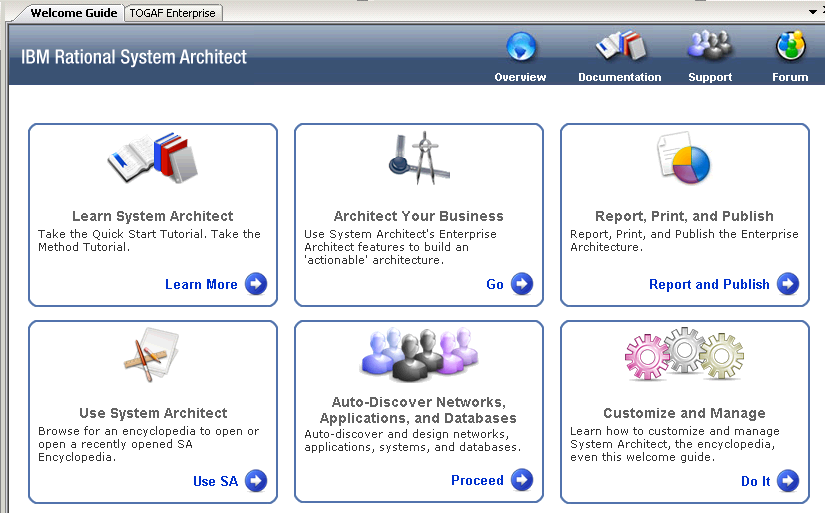 Welcome Guide
TOGAF Enterprise
IBM Rational System Architect
Overview
Documentation
Support
Forum
Learn System Architect
Take the Quick Start Tutorial. Take the
Method Tutorial.
Learn More
Architect Your Business
Use System Architect's Enterprise
Architect features to build an
'actionable' architecture.
Go
Report, Print, and Publish
Report, Print, and Publish the Enterprise
Architecture.
Report and Publish
Use System Architect
Browse for an encyclopedia to open or
open a recently opened SA
Encyclopedia.
Use SA
Auto-Discover Networks,
Applications, and Databases
Auto-discover and design networks,
applications, systems, and databases.
Proceed
Customize and Manage
Learn how to customize and manage
System Architect, the encyclopedia,
even this welcome guide.
Do It